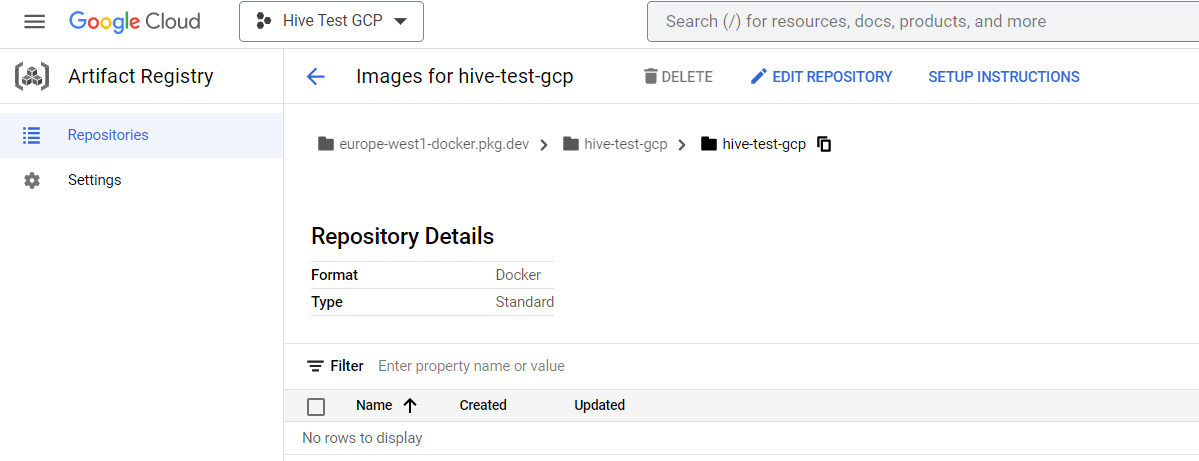 Google Cloud
Hive Test GCP
Search (/) for resources, docs, products, and more
Artifact Registry
Images for hive-test-gcp
DELETE
EDIT REPOSITORY
SETUP INSTRUCTIONS
Repositories
Settings
europe-west1-docker.pkg.dev
hive-test-gcp
hive-test-gcp
Repository Details
Format Docker
Type Standard
Filter Enter property name or value
Name Created Updated
No rows to display